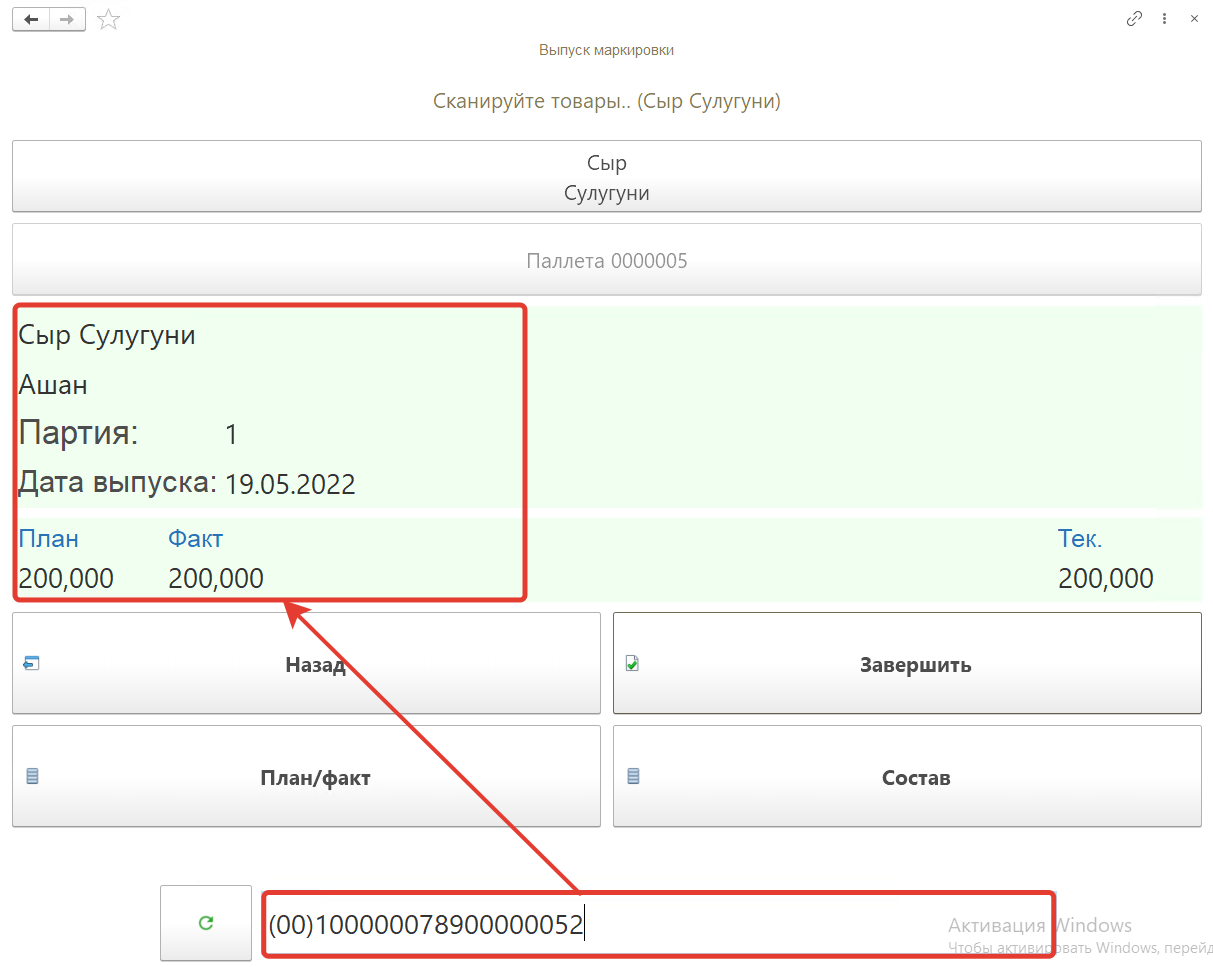 Выпуск маркировки
Сканируйте товары.. (Сыр Сулугуни)
Сыр
Сулугуни
Паллета 0000005
Сыр Сулугуни
Ашан
Партия: 1
Дата выпуска: 19.05.2022
План Факт Тек.
200,000 200,000 200,000
Назад Завершить
План/факт Состав
(00)100000078900000052
Активация Windows
Чтобы активировать Windows, перейд